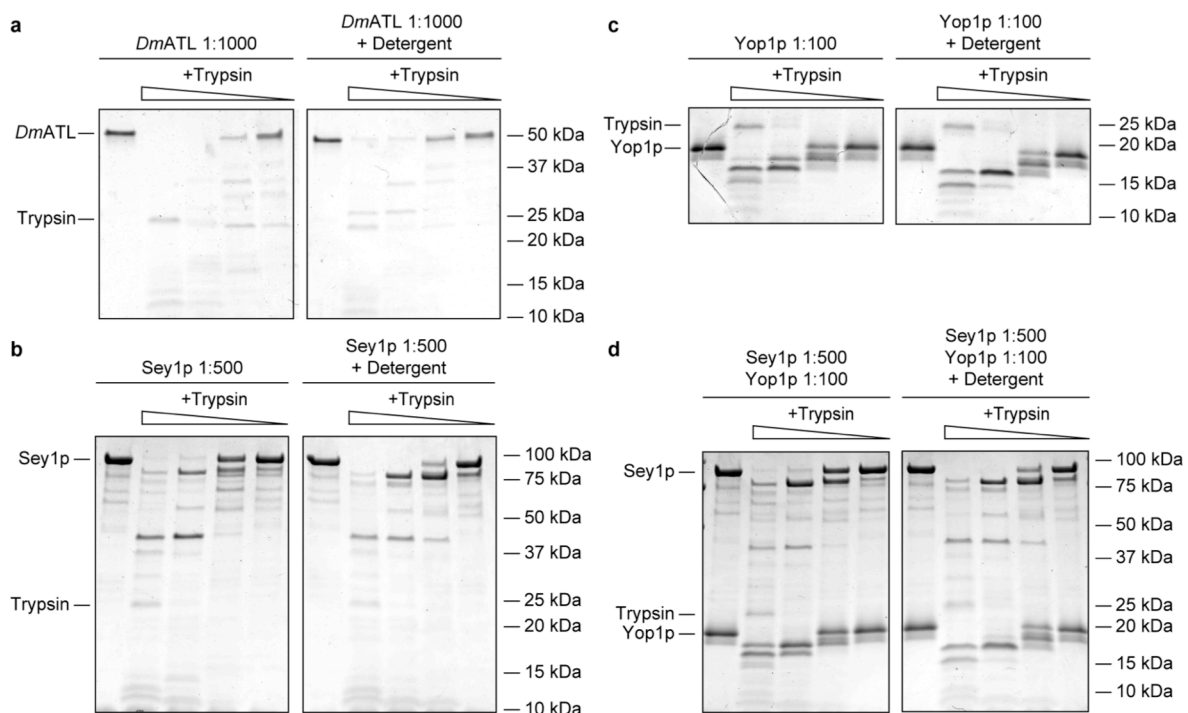 a
DmATL 1:1000
DmATL 1:1000
+ Detergent
+Trypsin
+Trypsin
DmATL
Trypsin
50 kDa
37 kDa
25 kDa
20 kDa
15 kDa
10 kDa
c
Yop1p 1:100
Yop1p 1:100
+ Detergent
+Trypsin
+Trypsin
Trypsin
Yop1p
25 kDa
20 kDa
15 kDa
10 kDa
b
Sey1p 1:500
Sey1p 1:500
+ Detergent
+Trypsin
+Trypsin
Sey1p
Trypsin
100 kDa
75 kDa
50 kDa
37 kDa
25 kDa
20 kDa
15 kDa
10 kDa
d
Sey1p 1:500
Yop1p 1:100
Sey1p 1:500
Yop1p 1:100
+ Detergent
+Trypsin
+Trypsin
Sey1p
Trypsin
Yop1p
100 kDa
75 kDa
50 kDa
37 kDa
25 kDa
20 kDa
15 kDa
10 kDa